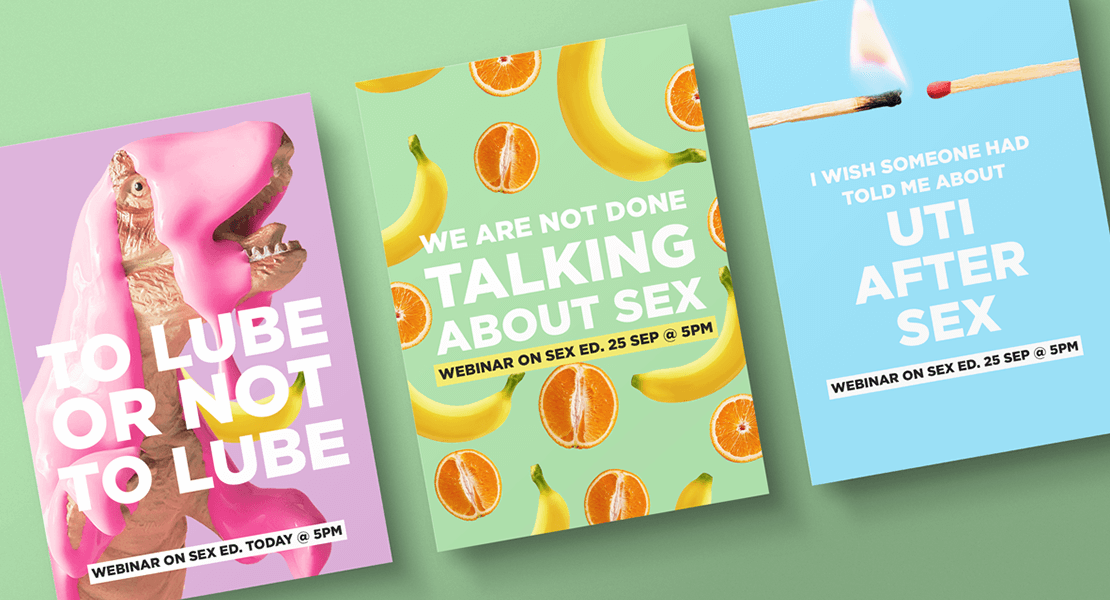 TO LUBE
OR NOT
TO LUBE
WEBINAR ON SEX ED. TODAY @ 5PM
WE ARE NOT DONE
TALKING
ABOUT SEX
WEBINAR ON SEX ED. 25 SEP @ 5PM
I WISH SOMEONE HAD
TOLD ME ABOUT
UTI
AFTER
SEX
WEBINAR ON SEX ED. 25 SEP @ 5PM